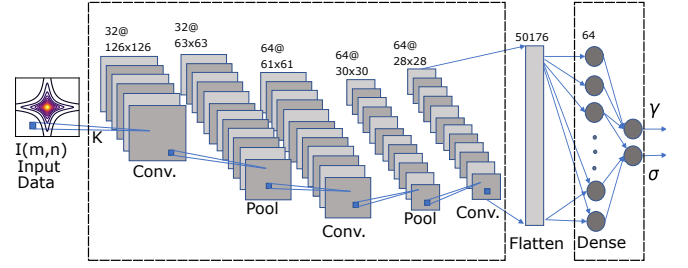 32@
126x126
32@
63x63
64@
61x61
64@
30x30
64@
28x28
50176
64
I(m,n)
Input
Data
K
Conv.
Pool
Conv.
Pool
Conv.
Flatten
Dense
γ
σ